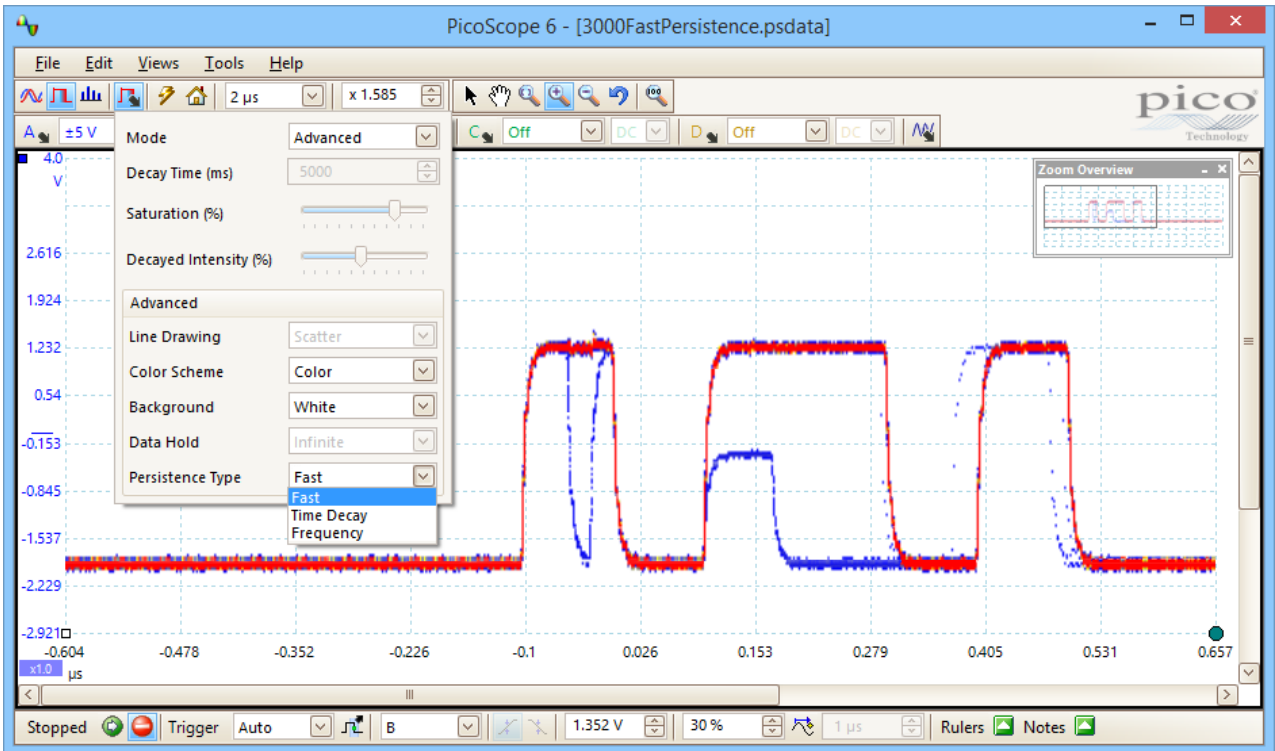 PicoScope 6 - [3000FastPersistence.psdata]
File Edit Views Tools Help
2 µs x 1.585
pico
Technology
A ±5 V C Off DC D Off DC
Mode Advanced
Decay Time (ms) 5000
Saturation (%)
Decayed Intensity (%)
Advanced
Line Drawing Scatter
Color Scheme Color
Background White
Data Hold Infinite
Persistence Type Fast
Fast
Time Decay
Frequency
Zoom Overview
4.0
V
2.616
1.924
1.232
0.54
-0.153
-0.845
-1.537
-2.229
-2.921
-0.604 -0.478 -0.352 -0.226 -0.1 0.026 0.153 0.279 0.405 0.531 0.657
x1.0 µs
Stopped Trigger Auto B 1.352 V 30 % 1 µs Rulers Notes